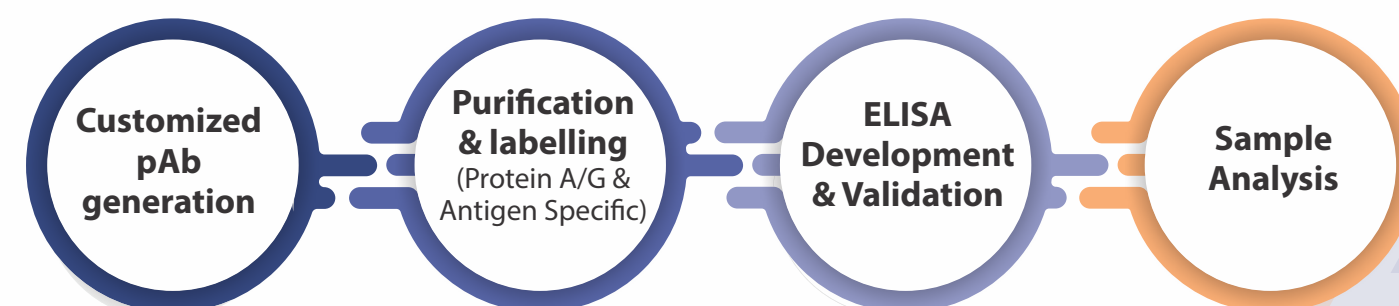 Customized
pAb
generation
Purification
& labelling
(Protein A/G &
Antigen Specific)
ELISA
Development
& Validation
Sample
Analysis